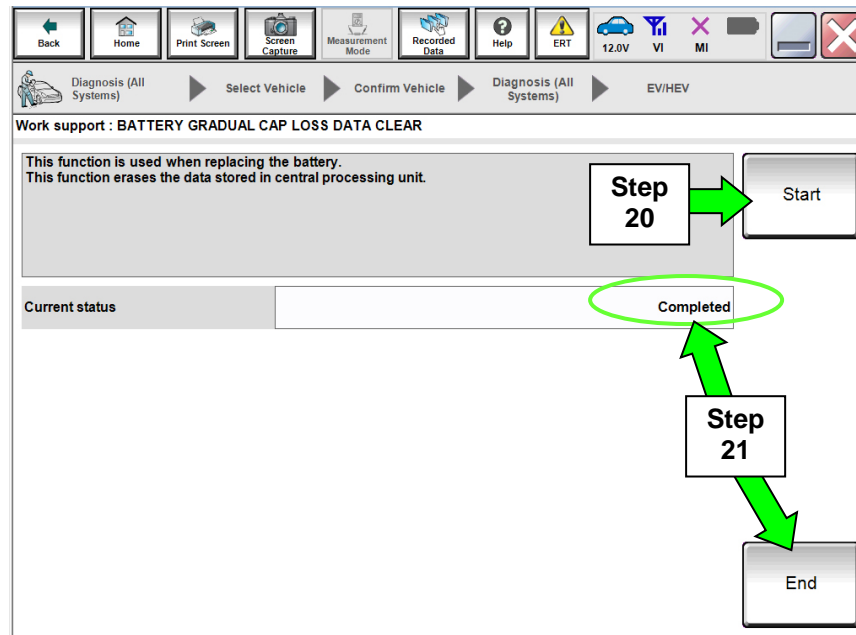 Back
Home
Print Screen
Screen
Capture
Measurement
Mode
Recorded
Data
Help
ERT
12.0V
VI
MI
Diagnosis (All
Systems)
Select Vehicle
Confirm Vehicle
Diagnosis (All
Systems)
EV/HEV
Work support : BATTERY GRADUAL CAP LOSS DATA CLEAR
This function is used when replacing the battery.
This function erases the data stored in central processing unit.
Step
20
Start
Current status
Completed
Step
21
End